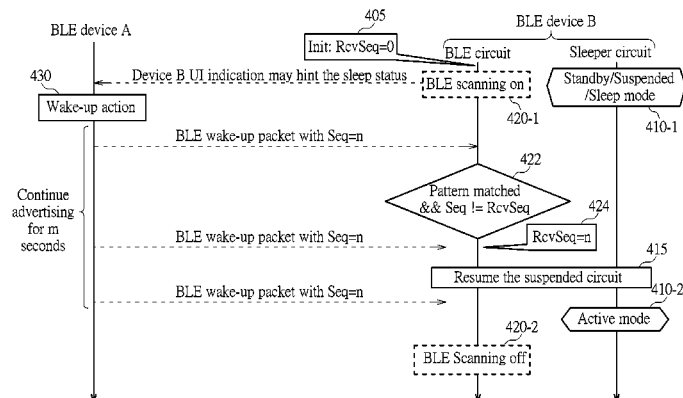 BLE device A
BLE device B
405
Init: RcvSeq=0
BLE circuit
Sleeper circuit
430
Device B UI indication may hint the sleep status
BLE scanning on
Standby/Suspended
/Sleep mode
Wake-up action
420-1
410-1
BLE wake-up packet with Seq=n
422
Pattern matched
&& Seq != RcvSeq
Continue
advertising
for m
seconds
424
BLE wake-up packet with Seq=n
RcvSeq=n
415
Resume the suspended circuit
BLE wake-up packet with Seq=n
410-2
Active mode
420-2
BLE Scanning off